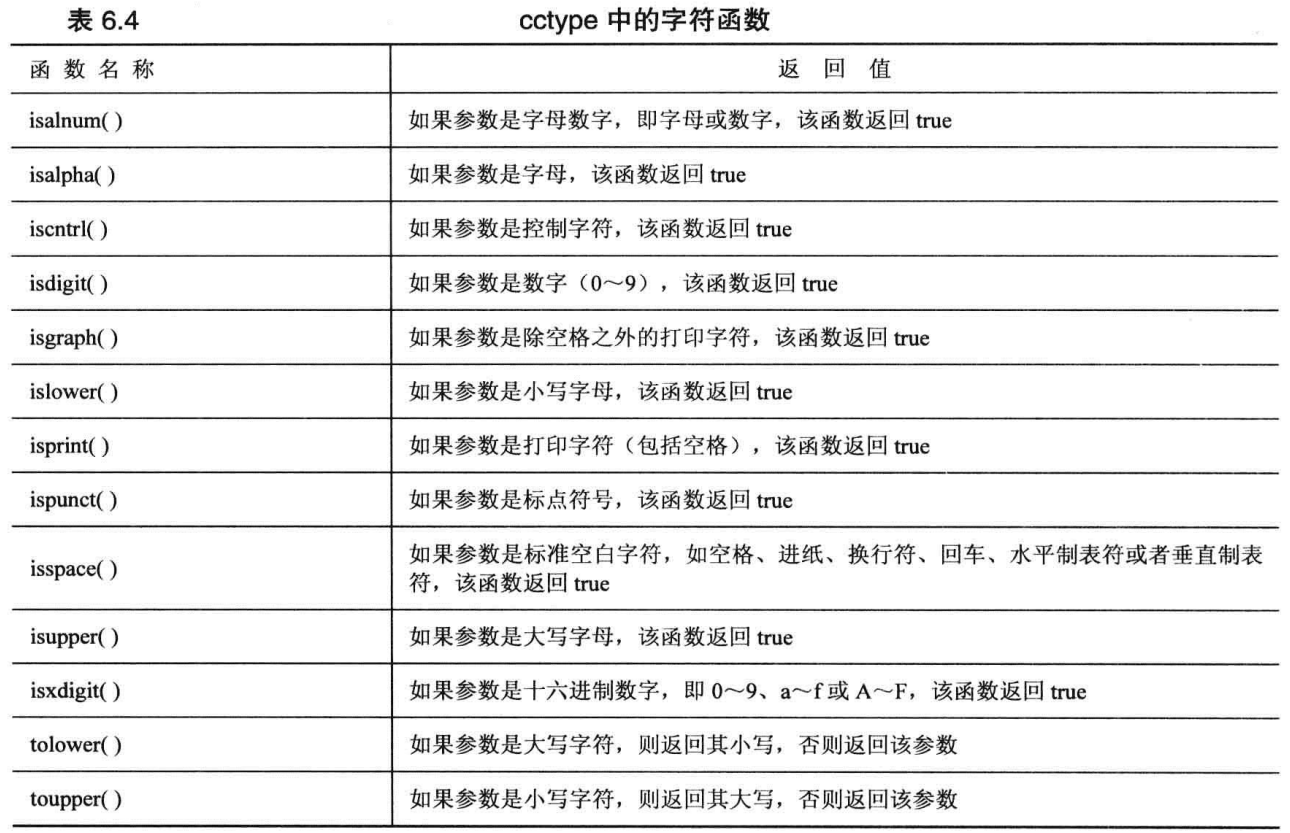 表 6.4 cctype 中的字符函数
函 数 名 称 返 回 值
isalnum( ) 如果参数是字母数字，即字母或数字，该函数返回 true
isalpha( ) 如果参数是字母，该函数返回 true
iscntrl( ) 如果参数是控制字符，该函数返回 true
isdigit( ) 如果参数是数字（0～9），该函数返回 true
isgraph( ) 如果参数是除空格之外的打印字符，该函数返回 true
islower( ) 如果参数是小写字母，该函数返回 true
isprint( ) 如果参数是打印字符（包括空格），该函数返回 true
ispunct( ) 如果参数是标点符号，该函数返回 true
isspace( ) 如果参数是标准空白字符，如空格、进纸、换行符、回车、水平制表符或者垂直制表
符，该函数返回 true
isupper( ) 如果参数是大写字母，该函数返回 true
isxdigit( ) 如果参数是十六进制数字，即 0～9、a～f 或 A～F，该函数返回 true
tolower( ) 如果参数是大写字符，则返回其小写，否则返回该参数
toupper( ) 如果参数是小写字符，则返回其大写，否则返回该参数